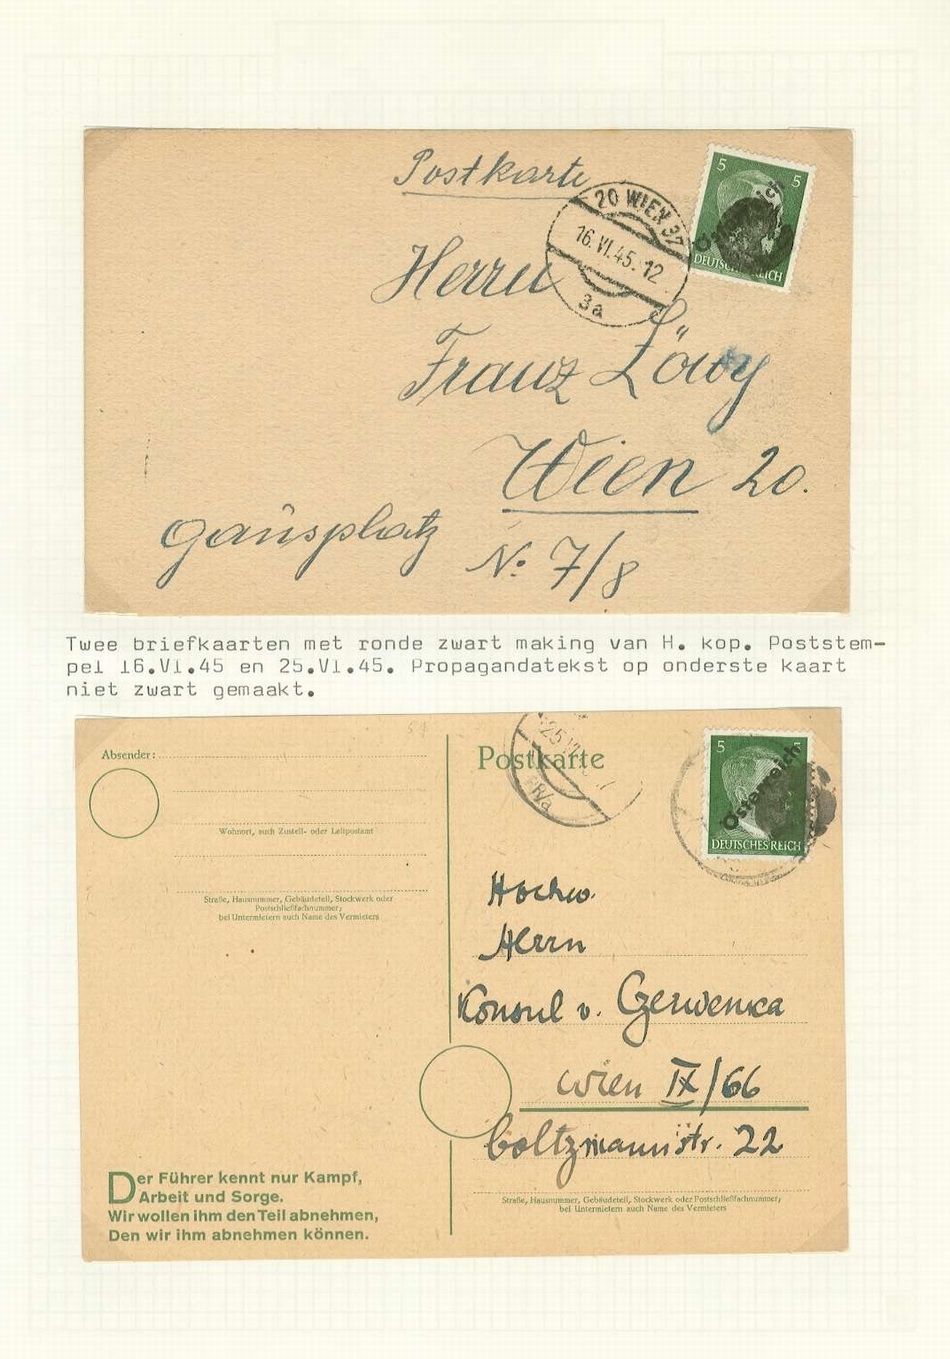 Postkarte
20 WIEN 37
16.VI.45.12
3a
5 5
Österreich
DEUTSCHES REICH
Herrn
Franz Löwy
Wien 20.
Gaüsplatz
No 7/8
Twee briefkaarten met ronde zwart making van H. kop. Poststem-
pel 16.VI.45 en 25.VI.45. Propagandatekst op onderste kaart
niet zwart gemaakt.
Absender:
Wohnort, auch Zustell- oder Leitpostamt
Straße, Hausnummer, Gebäudeteil, Stockwerk oder
Postschließfachnummer;
bei Untermietern auch Name des Vermieters
Postkarte
5 5
Österreich
DEUTSCHES REICH
Hochw.
Herrn
Konsul v. Czerwenka
Wien IX/66
Boltzmannstr. 22
Straße, Hausnummer, Gebäudeteil, Stockwerk oder Postschließfachnummer;
bei Untermietern auch Name des Vermieters
Der Führer kennt nur Kampf,
Arbeit und Sorge.
Wir wollen ihm den Teil abnehmen,
Den wir ihm abnehmen können.